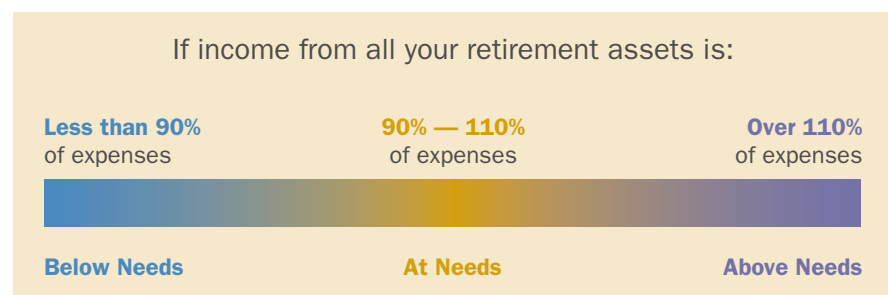 If income from all your retirement assets is:
Less than 90% 90% — 110% Over 110%
of expenses of expenses of expenses
Below Needs At Needs Above Needs